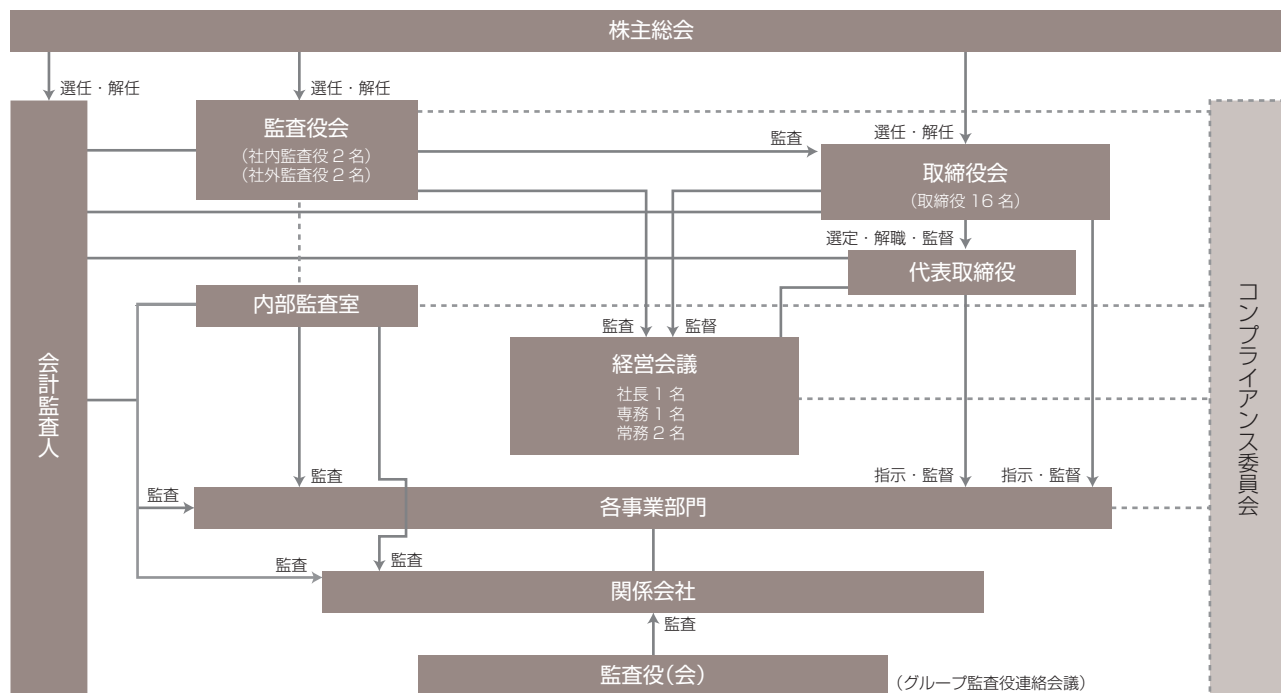 株主総会
選任・解任
選任・解任
選任・解任
監査役会
(社内監査役 2 名)
(社外監査役 2 名)
監査
取締役会
(取締役 16 名)
選定・解職・監督
代表取締役
内部監査室
監査
監督
経営会議
社長 1 名
専務 1 名
常務 2 名
会計監査人
コンプライアンス委員会
監査
監査
指示・監督
指示・監督
各事業部門
監査
監査
関係会社
監査
監査役(会)
(グループ監査役連絡会議)